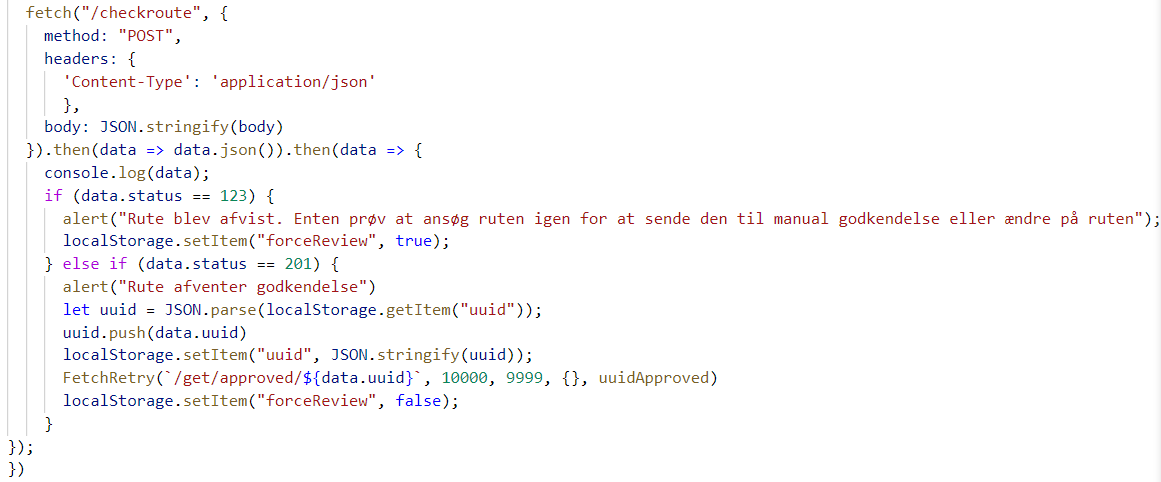 fetch("/checkroute", {
method: "POST",
headers: {
'Content-Type': 'application/json'
},
body: JSON.stringify(body)
}).then(data => data.json()).then(data => {
console.log(data);
if (data.status == 123) {
alert("Rute blev afvist. Enten prøv at ansøg ruten igen for at sende den til manual godkendelse eller ændre på ruten");
localStorage.setItem("forceReview", true);
} else if (data.status == 201) {
alert("Rute afventer godkendelse")
let uuid = JSON.parse(localStorage.getItem("uuid"));
uuid.push(data.uuid)
localStorage.setItem("uuid", JSON.stringify(uuid));
FetchRetry(`/get/approved/${data.uuid}`, 10000, 9999, {}, uuidApproved)
localStorage.setItem("forceReview", false);
}
});
})